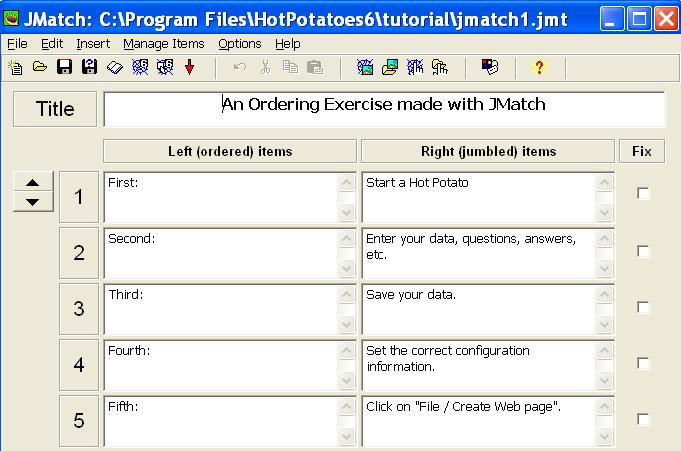 JMatch: C:\Program Files\HotPotatoes6\tutorial\jmatch1.jmt
File Edit Insert Manage Items Options Help
?
Title An Ordering Exercise made with JMatch
Left (ordered) items Right (jumbled) items Fix
1 First: Start a Hot Potato
2 Second: Enter your data, questions, answers,
etc.
3 Third: Save your data.
4 Fourth: Set the correct configuration
information.
5 Fifth: Click on "File / Create Web page".